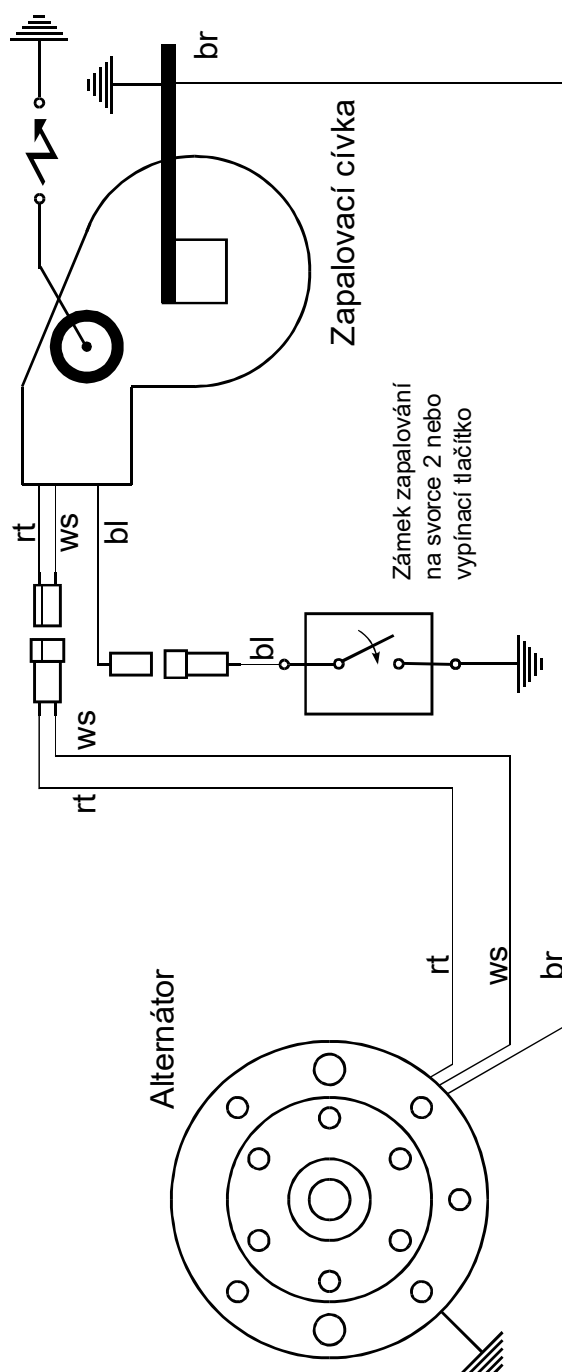 rt
ws
bl
ws
rt
Alternátor
br
bl
Zapalovací cívka
Zámek zapalování
na svorce 2 nebo
vypínací tlačítko
rt
ws
br